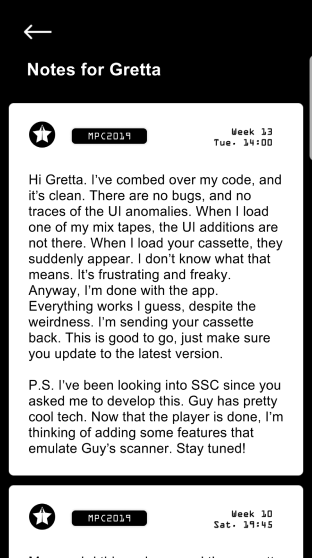 Notes for Gretta
MPC2019
Week 13
Tue. 14:00
Hi Gretta. I've combed over my code, and
it's clean. There are no bugs, and no
traces of the UI anomalies. When I load
one of my mix tapes, the UI additions are
not there. When I load your cassette, they
suddenly appear. I don't know what that
means. It's frustrating and freaky.
Anyway, I'm done with the app.
Everything works I guess, despite the
weirdness. I'm sending your cassette
back. This is good to go, just make sure
you update to the latest version.
P.S. I've been looking into SSC since you
asked me to develop this. Guy has pretty
cool tech. Now that the player is done, I'm
thinking of adding some features that
emulate Guy's scanner. Stay tuned!
MPC2019
Week 10
Sat. 19:45